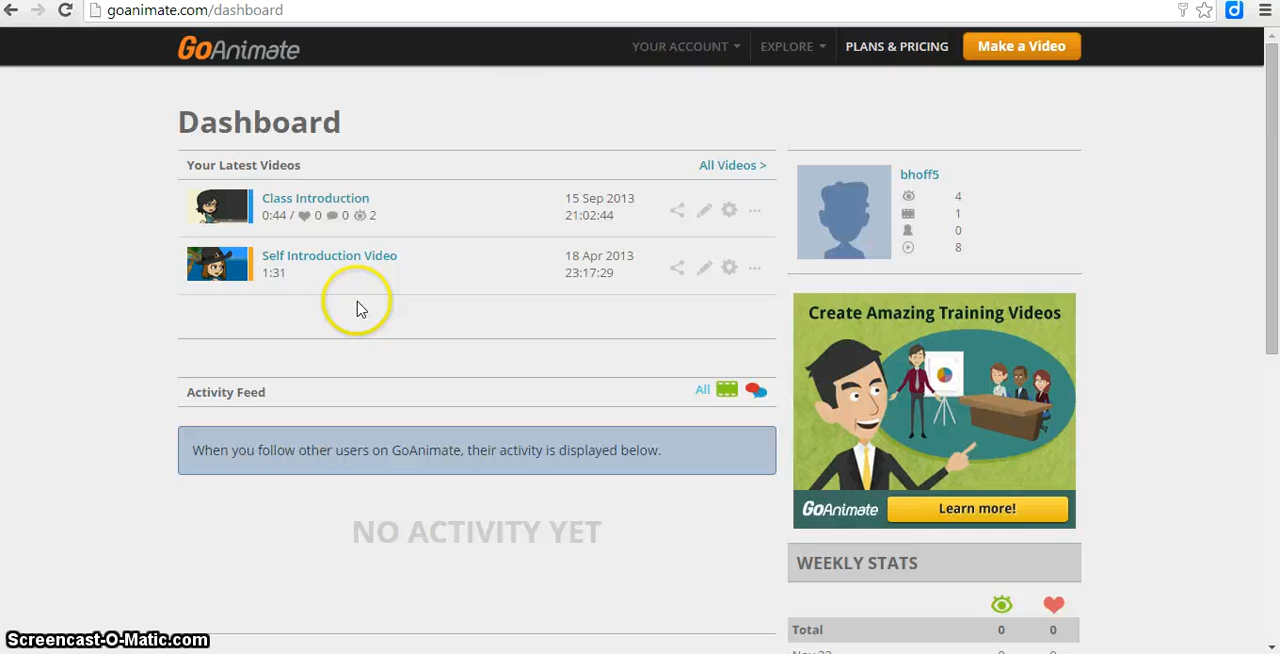 goanimate.com/dashboard
GoAnimate
YOUR ACCOUNT
EXPLORE
PLANS & PRICING
Make a Video
Dashboard
Your Latest Videos
All Videos >
Class Introduction
0:44 / 0 0 2
15 Sep 2013
21:02:44
Self Introduction Video
1:31
18 Apr 2013
23:17:29
bhoff5
4
1
0
8
Create Amazing Training Videos
GoAnimate
Learn more!
Activity Feed
All
When you follow other users on GoAnimate, their activity is displayed below.
NO ACTIVITY YET
WEEKLY STATS
Total 0 0
Screencast-O-Matic.com